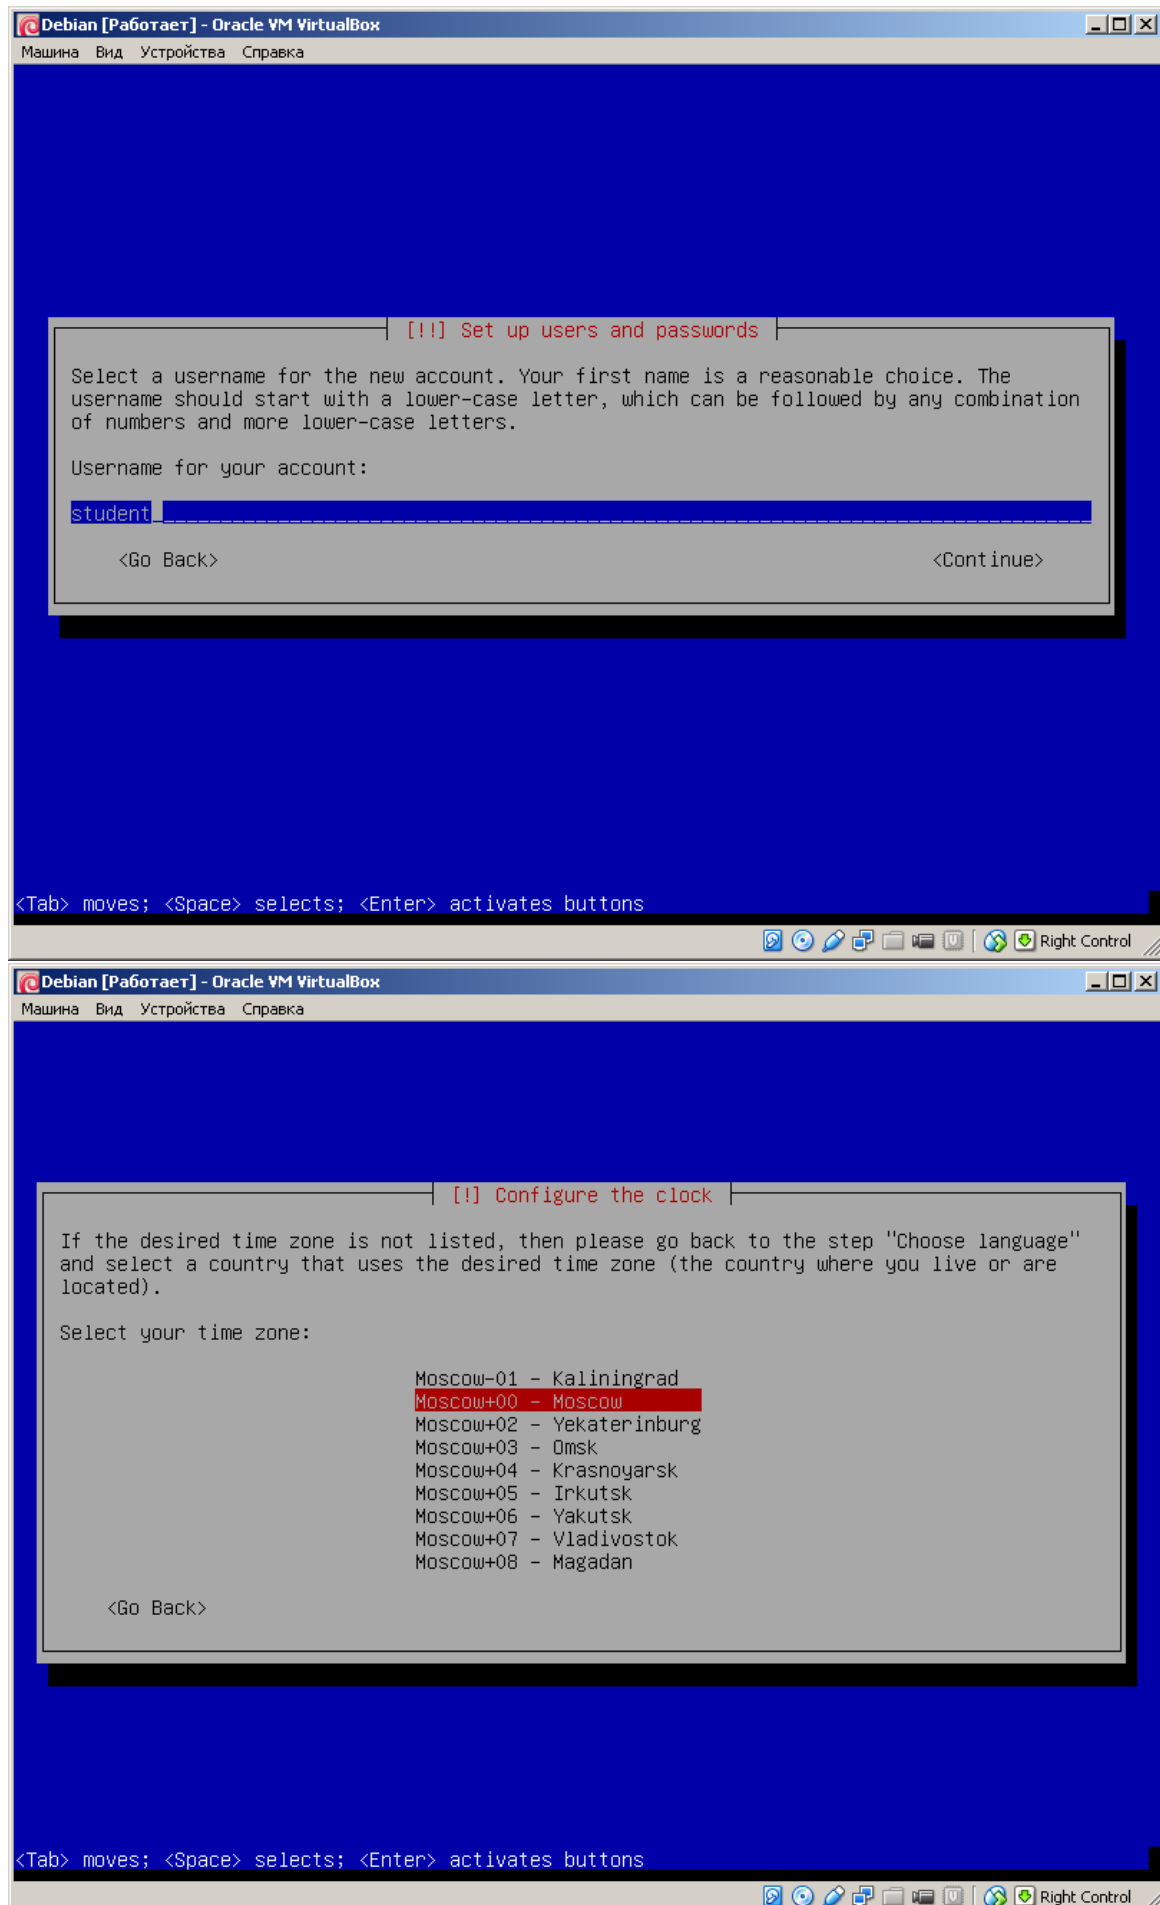 Debian [Работает] - Oracle VM VirtualBox
Машина Вид Устройства Справка
[!!] Set up users and passwords
Select a username for the new account. Your first name is a reasonable choice. The
username should start with a lower-case letter, which can be followed by any combination
of numbers and more lower-case letters.
Username for your account:
student
<Go Back> <Continue>
<Tab> moves; <Space> selects; <Enter> activates buttons
Right Control
Debian [Работает] - Oracle VM VirtualBox
Машина Вид Устройства Справка
[!] Configure the clock
If the desired time zone is not listed, then please go back to the step "Choose language"
and select a country that uses the desired time zone (the country where you live or are
located).
Select your time zone:
Moscow-01 - Kaliningrad
Moscow+00 - Moscow
Moscow+02 - Yekaterinburg
Moscow+03 - Omsk
Moscow+04 - Krasnoyarsk
Moscow+05 - Irkutsk
Moscow+06 - Yakutsk
Moscow+07 - Vladivostok
Moscow+08 - Magadan
<Go Back>
<Tab> moves; <Space> selects; <Enter> activates buttons
Right Control